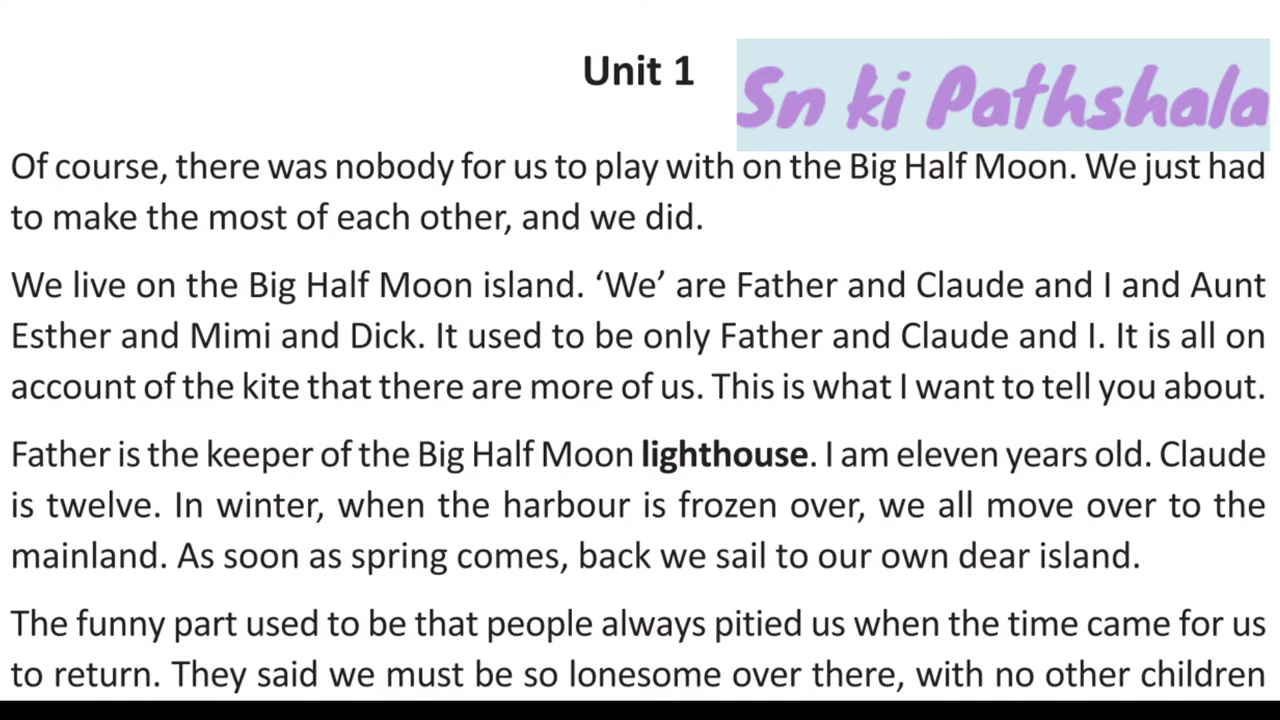 Unit 1
Sn ki Pathshala
Of course, there was nobody for us to play with on the Big Half Moon. We just had
to make the most of each other, and we did.
We live on the Big Half Moon island. ‘We’ are Father and Claude and I and Aunt
Esther and Mimi and Dick. It used to be only Father and Claude and I. It is all on
account of the kite that there are more of us. This is what I want to tell you about.
Father is the keeper of the Big Half Moon lighthouse. I am eleven years old. Claude
is twelve. In winter, when the harbour is frozen over, we all move over to the
mainland. As soon as spring comes, back we sail to our own dear island.
The funny part used to be that people always pitied us when the time came for us
to return. They said we must be so lonesome over there, with no other children